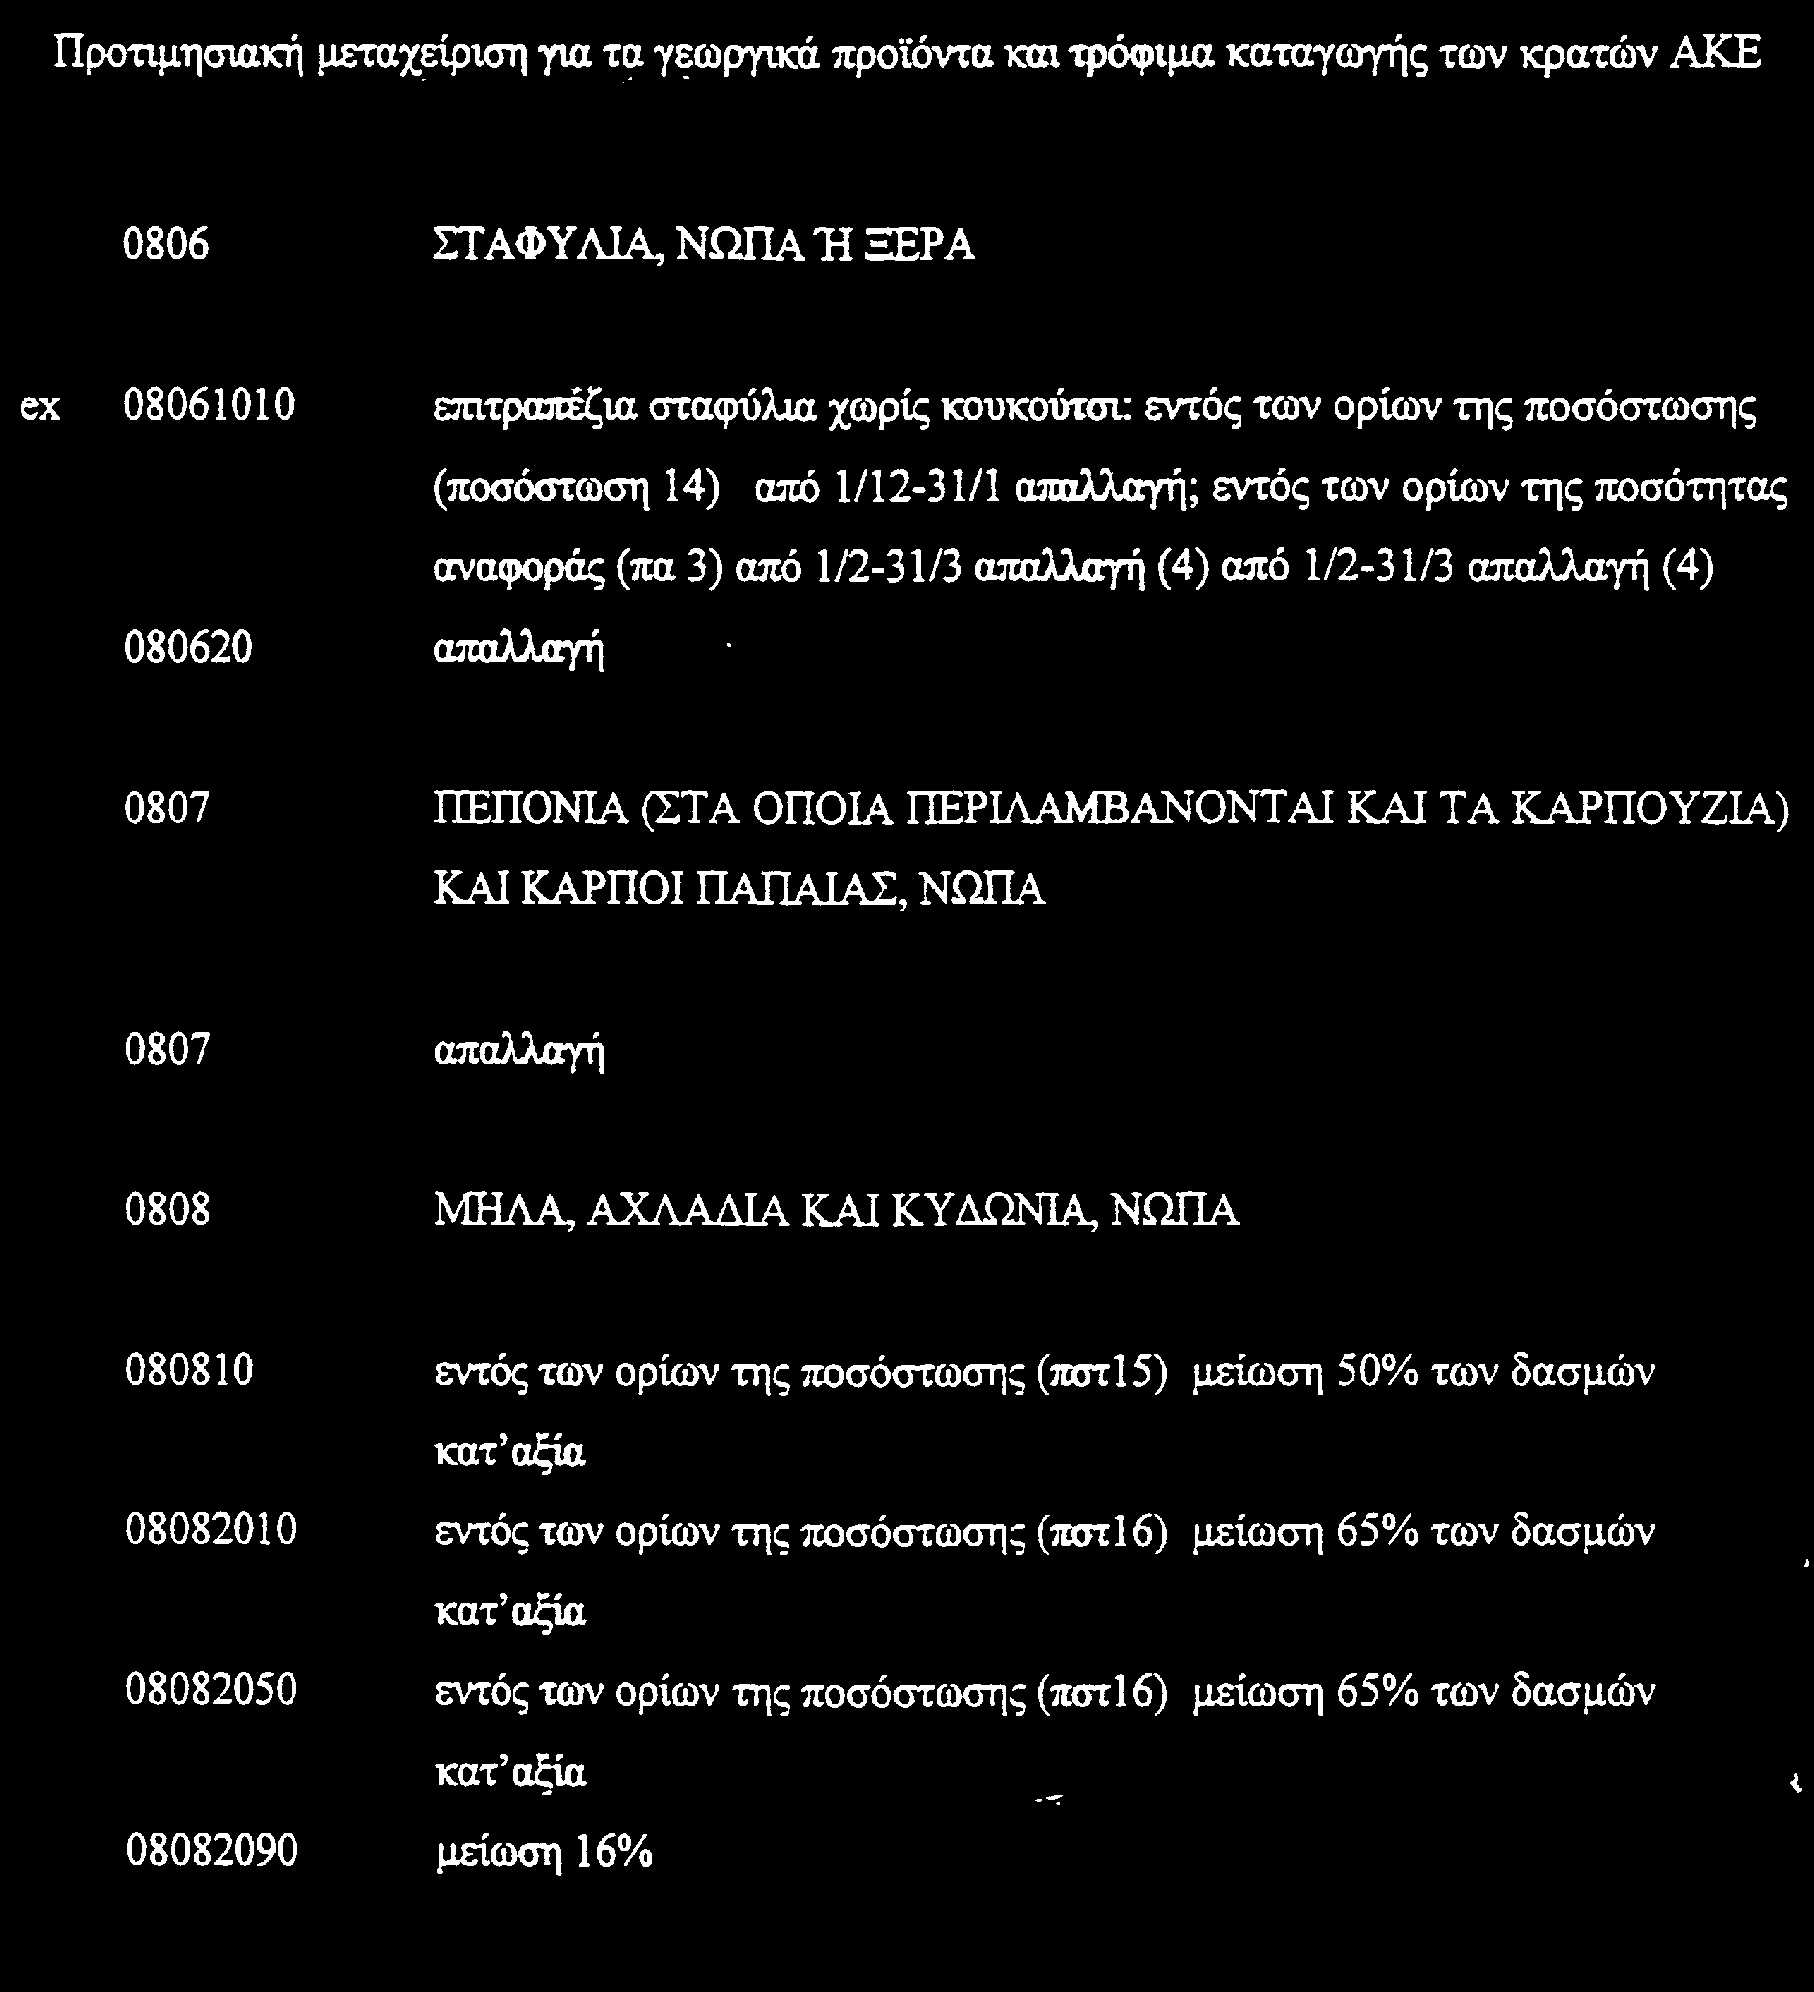 Προτιμησιακή μεταχείριση για τα γεωργικά προϊόντα και τρόφιμα καταγωγής των κρατών ΑΚΕ
0806 ΣΤΑΦΥΛΙΑ, ΝΩΠΑ Ή ΞΕΡΑ
ex 08061010 επιτραπέζια σταφύλια χωρίς κουκούτσι: εντός των ορίων της ποσόστωσης
(ποσόστωση 14) από 1/12-31/1 απαλλαγή; εντός των ορίων της ποσότητας
αναφοράς (πα 3) από 1/2-31/3 απαλλαγή (4) από 1/2-31/3 απαλλαγή (4)
080620 απαλλαγή
0807 ΠΕΠΟΝΙΑ (ΣΤΑ ΟΠΟΙΑ ΠΕΡΙΛΑΜΒΑΝΟΝΤΑΙ ΚΑΙ ΤΑ ΚΑΡΠΟΥΖΙΑ)
ΚΑΙ ΚΑΡΠΟΙ ΠΑΠΑΙΑΣ, ΝΩΠΑ
0807 απαλλαγή
0808 ΜΗΛΑ, ΑΧΛΑΔΙΑ ΚΑΙ ΚΥΔΩΝΙΑ, ΝΩΠΑ
080810 εντός των ορίων της ποσόστωσης (πστ15) μείωση 50% των δασμών
κατ’αξία
08082010 εντός των ορίων της ποσόστωσης (πστ16) μείωση 65% των δασμών
κατ’αξία
08082050 εντός των ορίων της ποσόστωσης (πστ16) μείωση 65% των δασμών
κατ’αξία
08082090 μείωση 16%